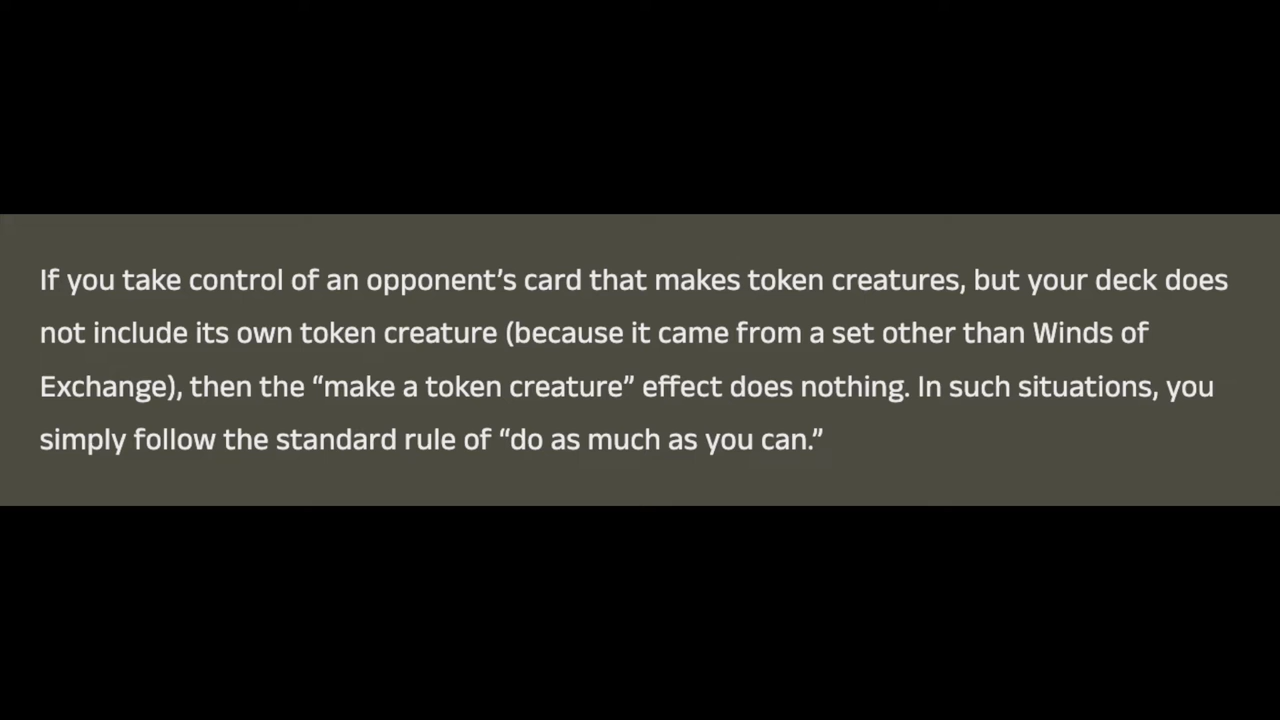 If you take control of an opponent’s card that makes token creatures, but your deck does
not include its own token creature (because it came from a set other than Winds of
Exchange), then the “make a token creature” effect does nothing. In such situations, you
simply follow the standard rule of “do as much as you can.”